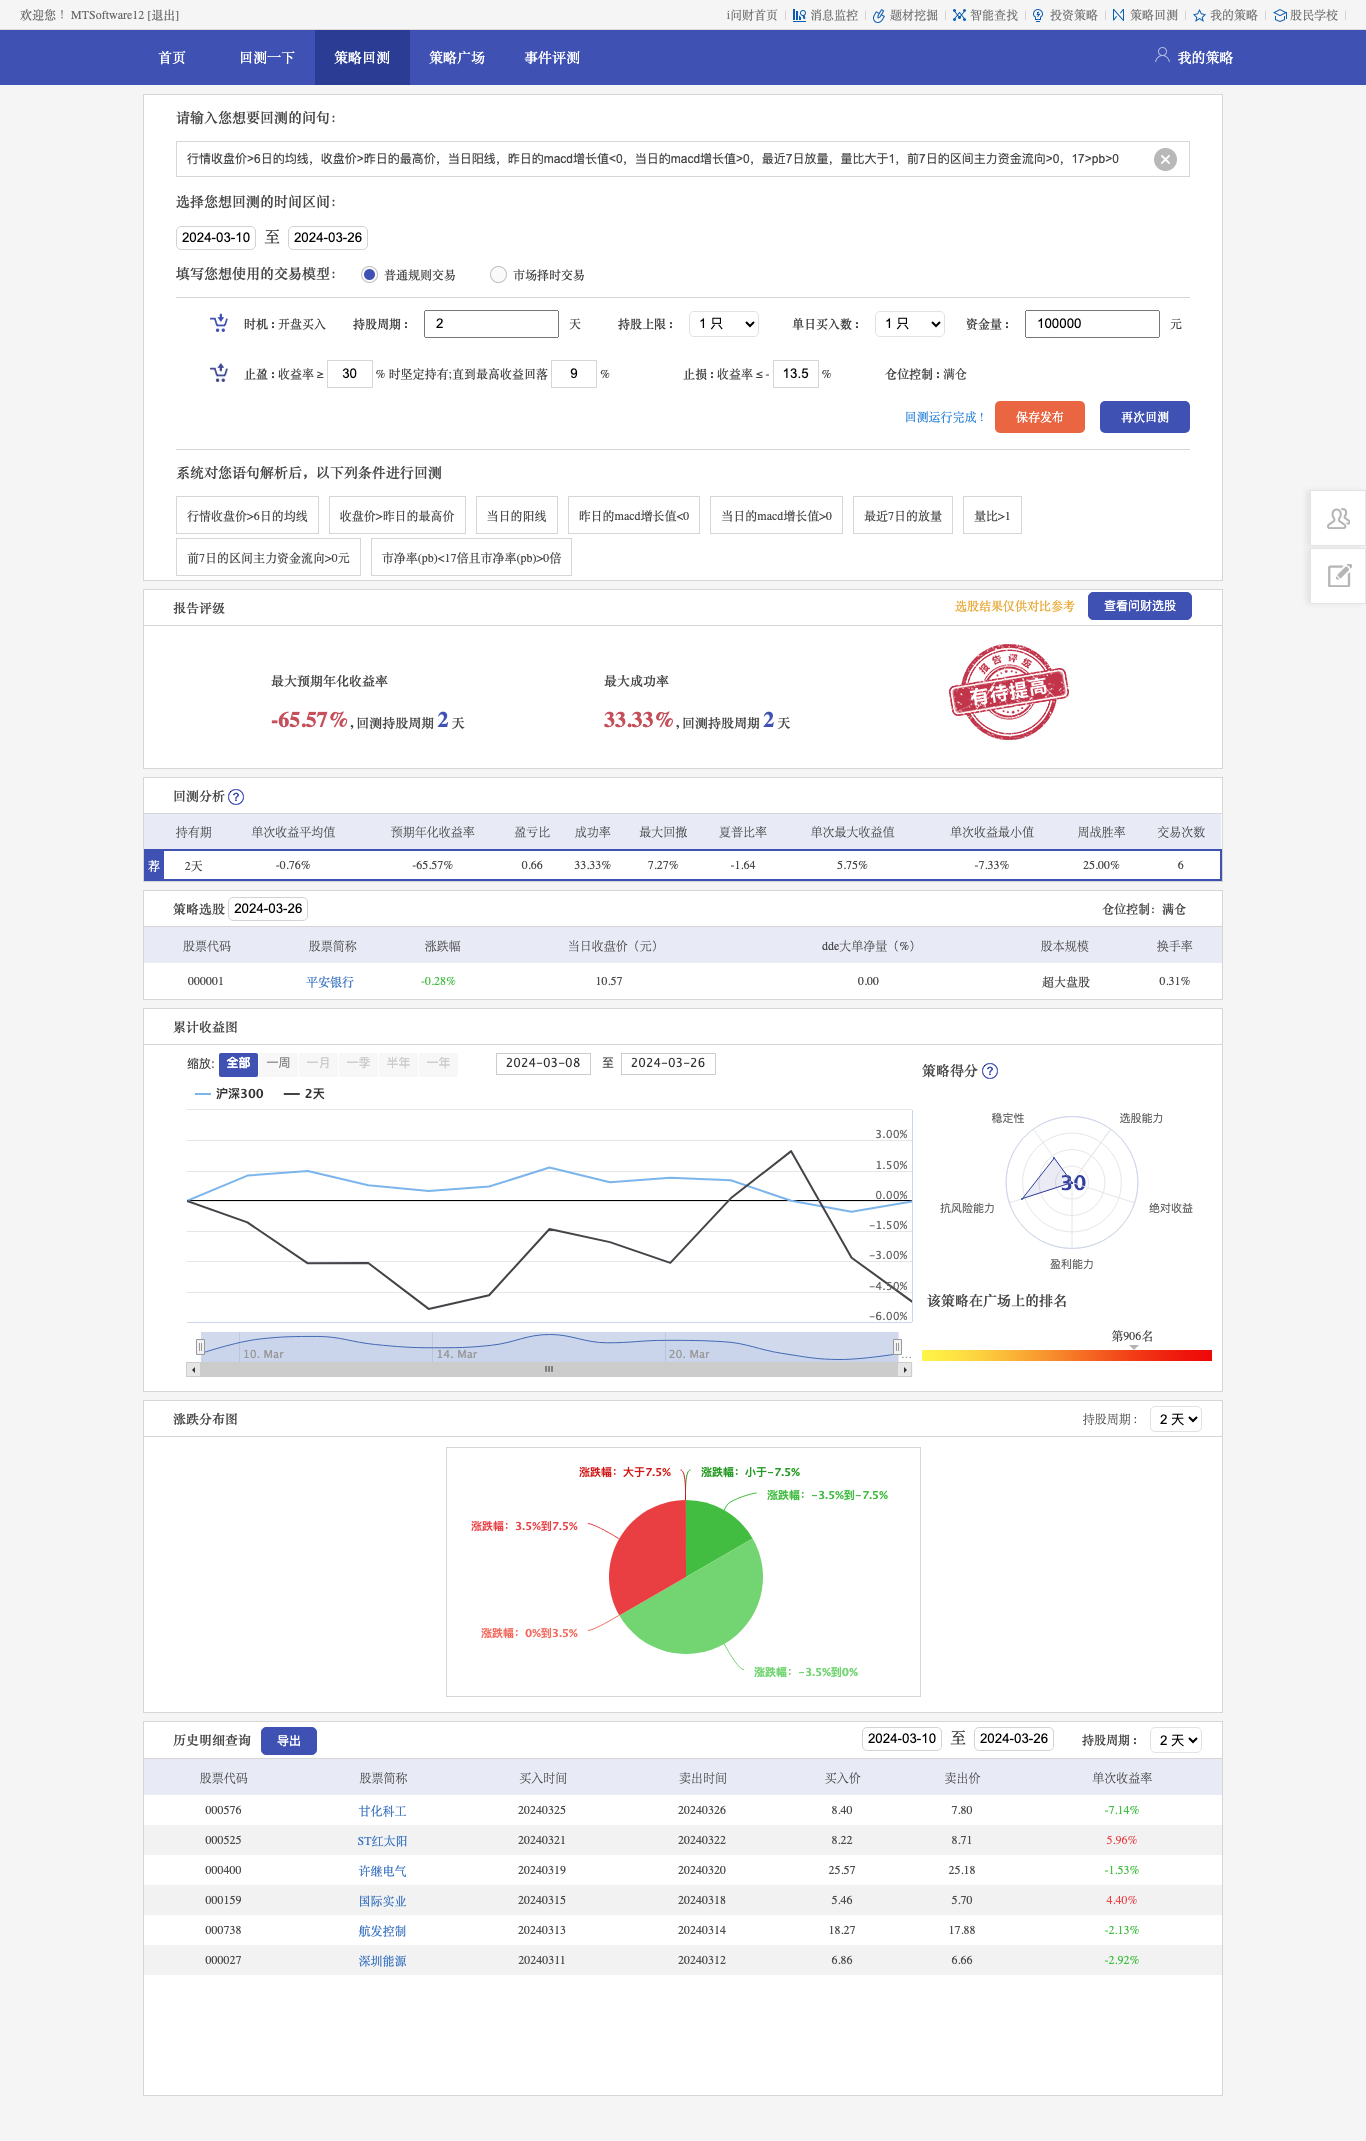 欢迎您！ MTSoftware12 [退出]
i问财首页 消息监控 题材挖掘 智能查找 投资策略 策略回测 我的策略 股民学校
首页 回测一下 策略回测 策略广场 事件评测 我的策略
请输入您想要回测的问句：
行情收盘价>6日的均线，收盘价>昨日的最高价，当日阳线，昨日的macd增长值<0，当日的macd增长值>0，最近7日放量，量比大于1，前7日的区间主力资金流向>0，17>pb>0
选择您想回测的时间区间：
2024-03-10 至 2024-03-26
填写您想使用的交易模型： 普通规则交易 市场择时交易
时机：开盘买入 持股周期： 2 天 持股上限： 1 只 单日买入数： 1 只 资金量： 100000 元
止盈：收益率 ≥ 30 % 时坚定持有;直到最高收益回落 9 % 止损：收益率 ≤ - 13.5 % 仓位控制：满仓
回测运行完成！ 保存发布 再次回测
系统对您语句解析后，以下列条件进行回测
行情收盘价>6日的均线 收盘价>昨日的最高价 当日的阳线 昨日的macd增长值<0 当日的macd增长值>0 最近7日的放量 量比>1
前7日的区间主力资金流向>0元 市净率(pb)<17倍且市净率(pb)>0倍
报告评级 选股结果仅供对比参考 查看问财选股
最大预期年化收益率 最大成功率
-65.57% , 回测持股周期 2 天 33.33% , 回测持股周期 2 天
报告评级
有待提高
回测分析 ?
持有期 单次收益平均值 预期年化收益率 盈亏比 成功率 最大回撤 夏普比率 单次最大收益值 单次收益最小值 周战胜率 交易次数
荐 2天 -0.76% -65.57% 0.66 33.33% 7.27% -1.64 5.75% -7.33% 25.00% 6
策略选股 2024-03-26 仓位控制：满仓
股票代码 股票简称 涨跌幅 当日收盘价（元） dde大单净量（%） 股本规模 换手率
000001 平安银行 -0.28% 10.57 0.00 超大盘股 0.31%
累计收益图
缩放: 全部 一周 一月 一季 半年 一年 2024-03-08 至 2024-03-26
沪深300 2天
3.00%
1.50%
0.00%
-1.50%
-3.00%
-4.50%
-6.00%
10. Mar 14. Mar 20. Mar ...
策略得分 ?
稳定性 选股能力
30
抗风险能力 绝对收益
盈利能力
该策略在广场上的排名
第906名
涨跌分布图 持股周期： 2 天
涨跌幅：大于7.5% 涨跌幅：小于-7.5%
涨跌幅：-3.5%到-7.5%
涨跌幅：3.5%到7.5%
涨跌幅：0%到3.5%
涨跌幅：-3.5%到0%
历史明细查询 导出 2024-03-10 至 2024-03-26 持股周期： 2 天
股票代码 股票简称 买入时间 卖出时间 买入价 卖出价 单次收益率
000576 甘化科工 20240325 20240326 8.40 7.80 -7.14%
000525 ST红太阳 20240321 20240322 8.22 8.71 5.96%
000400 许继电气 20240319 20240320 25.57 25.18 -1.53%
000159 国际实业 20240315 20240318 5.46 5.70 4.40%
000738 航发控制 20240313 20240314 18.27 17.88 -2.13%
000027 深圳能源 20240311 20240312 6.86 6.66 -2.92%